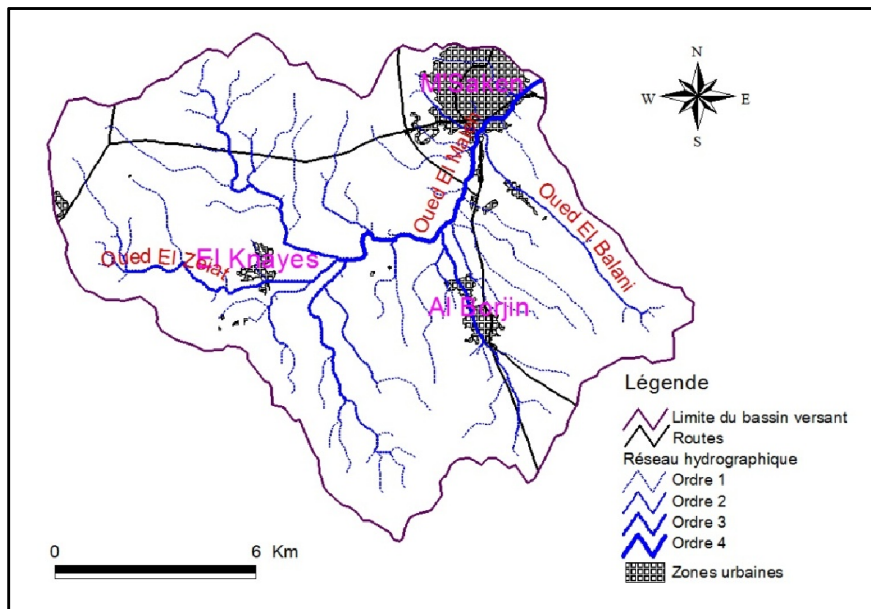 N
W E
S
M'Saken
Oued El Maleh
Oued El Balani
El Knayes
Oued El Zelat
Al Borjin
Légende
Limite du bassin versant
Routes
Réseau hydrographique
Ordre 1
Ordre 2
Ordre 3
Ordre 4
Zones urbaines
0 6 Km